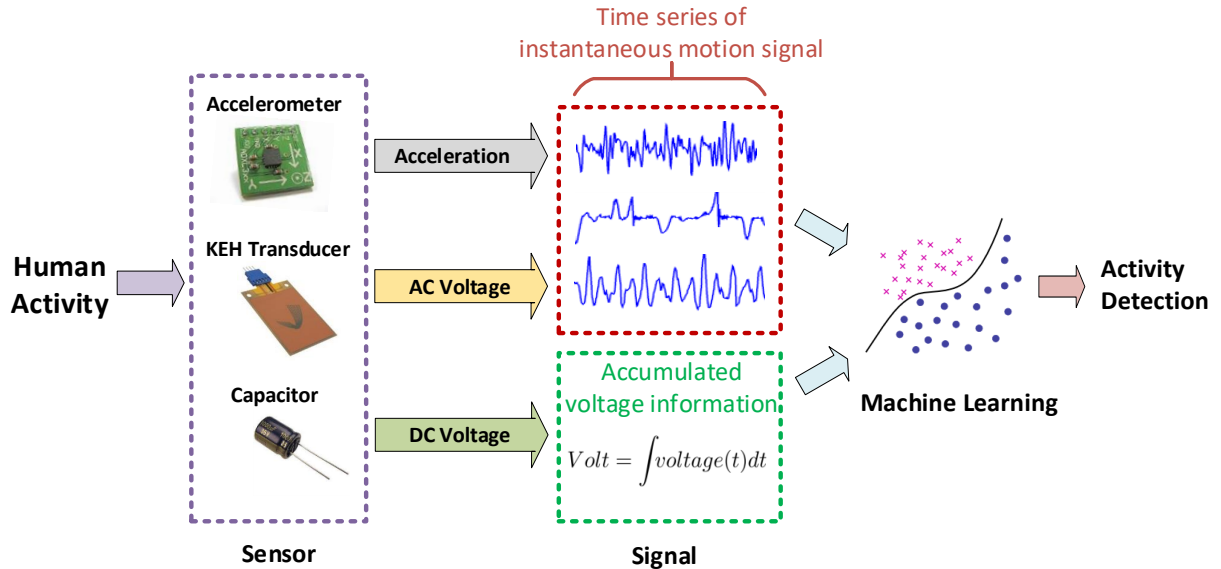 Time series of
instantaneous motion signal
Accelerometer
Acceleration
KEH Transducer
Human
Activity
AC Voltage
Activity
Detection
Accumulated
voltage information
Capacitor
DC Voltage
Volt = ∫voltage(t)dt
Machine Learning
Sensor
Signal